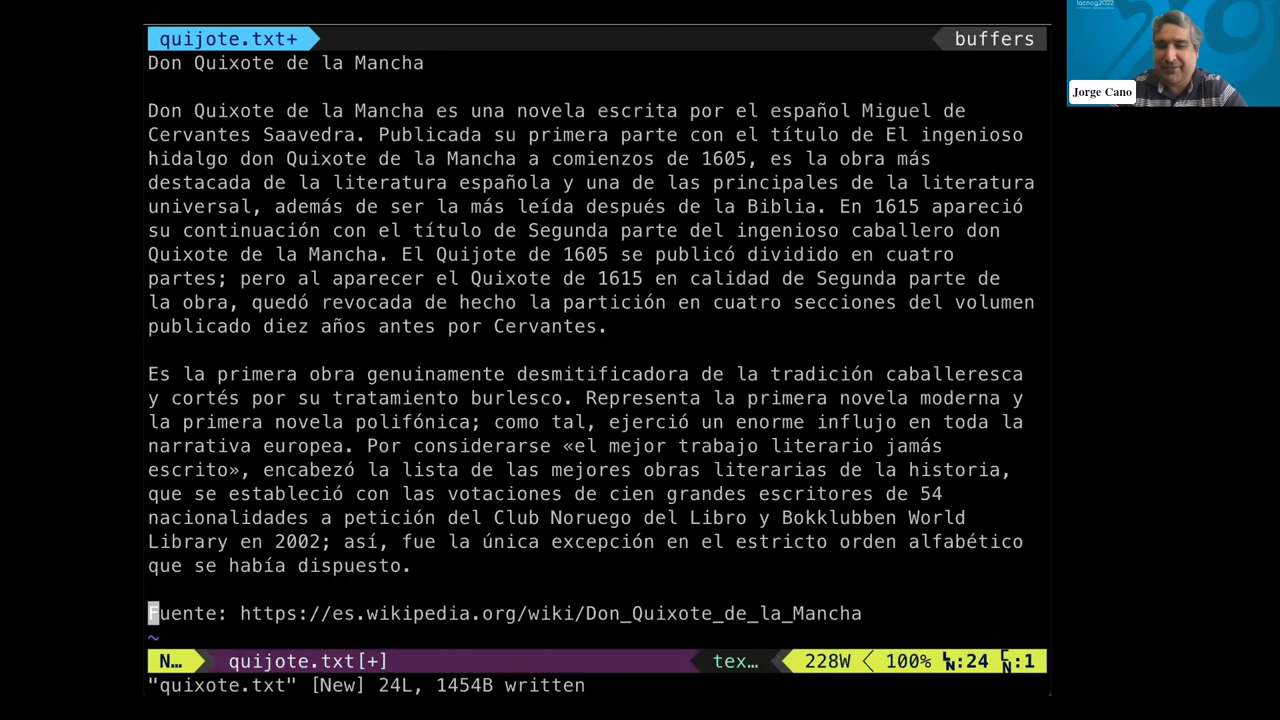 quijote.txt+ buffers
Don Quixote de la Mancha
Don Quixote de la Mancha es una novela escrita por el español Miguel de
Cervantes Saavedra. Publicada su primera parte con el título de El ingenioso
hidalgo don Quixote de la Mancha a comienzos de 1605, es la obra más
destacada de la literatura española y una de las principales de la literatura
universal, además de ser la más leída después de la Biblia. En 1615 apareció
su continuación con el título de Segunda parte del ingenioso caballero don
Quixote de la Mancha. El Quijote de 1605 se publicó dividido en cuatro
partes; pero al aparecer el Quixote de 1615 en calidad de Segunda parte de
la obra, quedó revocada de hecho la partición en cuatro secciones del volumen
publicado diez años antes por Cervantes.
Es la primera obra genuinamente desmitificadora de la tradición caballeresca
y cortés por su tratamiento burlesco. Representa la primera novela moderna y
la primera novela polifónica; como tal, ejerció un enorme influjo en toda la
narrativa europea. Por considerarse «el mejor trabajo literario jamás
escrito», encabezó la lista de las mejores obras literarias de la historia,
que se estableció con las votaciones de cien grandes escritores de 54
nacionalidades a petición del Club Noruego del Libro y Bokklubben World
Library en 2002; así, fue la única excepción en el estricto orden alfabético
que se había dispuesto.
Fuente: https://es.wikipedia.org/wiki/Don_Quixote_de_la_Mancha
~
N… quijote.txt[+] tex… 228W 100% LN:24 CN:1
"quixote.txt" [New] 24L, 1454B written
lacnog2022
Jorge Cano